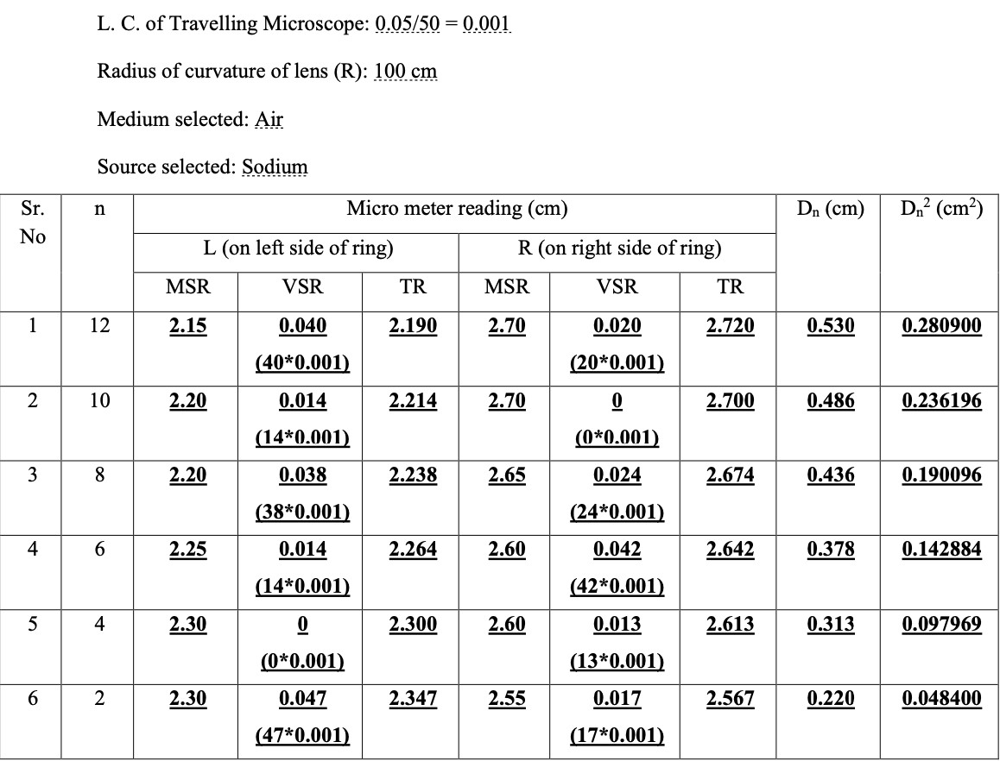 L. C. of Travelling Microscope: 0.05/50 = 0.001
Radius of curvature of lens (R): 100 cm
Medium selected: Air
Source selected: Sodium
Sr. No n Micro meter reading (cm) Dₙ (cm) Dₙ² (cm²)
L (on left side of ring) R (on right side of ring)
MSR VSR TR MSR VSR TR
1 12 2.15 0.040 2.190 2.70 0.020 2.720 0.530 0.280900
(40*0.001) (20*0.001)
2 10 2.20 0.014 2.214 2.70 0 2.700 0.486 0.236196
(14*0.001) (0*0.001)
3 8 2.20 0.038 2.238 2.65 0.024 2.674 0.436 0.190096
(38*0.001) (24*0.001)
4 6 2.25 0.014 2.264 2.60 0.042 2.642 0.378 0.142884
(14*0.001) (42*0.001)
5 4 2.30 0 2.300 2.60 0.013 2.613 0.313 0.097969
(0*0.001) (13*0.001)
6 2 2.30 0.047 2.347 2.55 0.017 2.567 0.220 0.048400
(47*0.001) (17*0.001)